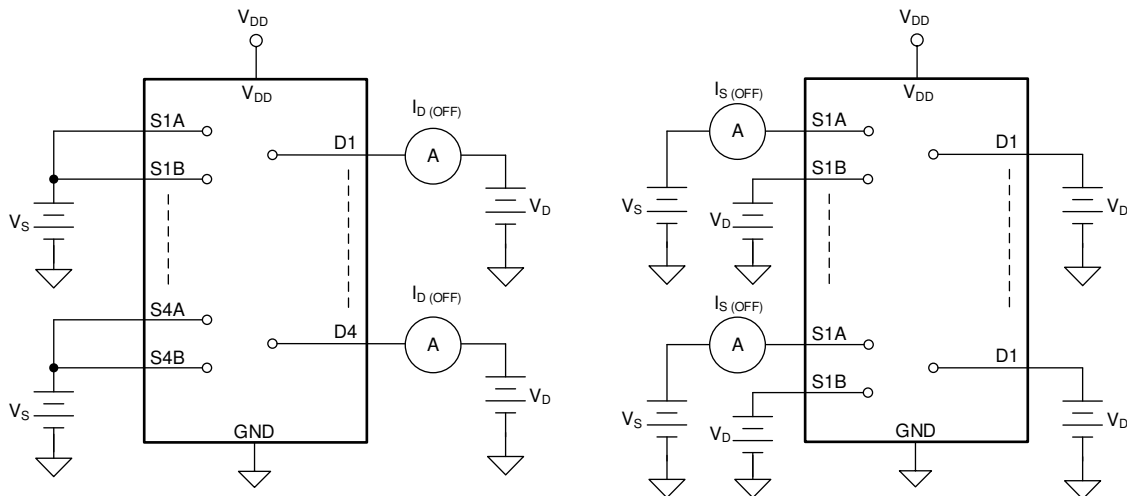 VDD
VDD
S1A
S1B
VS
D1
ID (OFF)
A
VD
S4A
S4B
VS
D4
ID (OFF)
A
VD
GND
VDD
VDD
IS (OFF)
A
S1A
S1B
VS
VD
D1
VD
IS (OFF)
A
S1A
S1B
VS
VD
D1
VD
GND